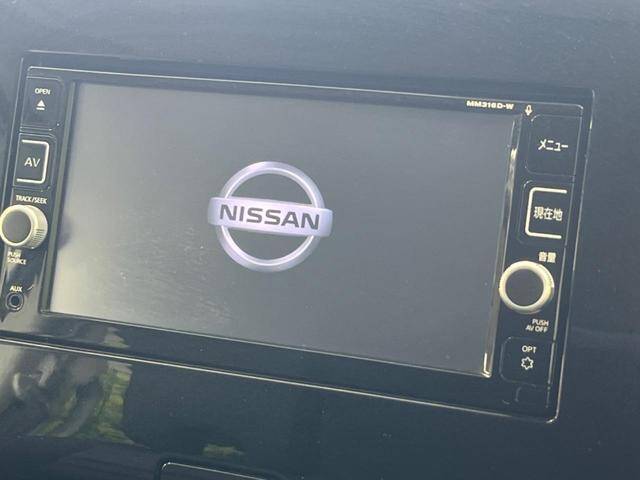 OPEN
MM316D-W
AV
メニュー
TRACK/SEEK
現在地
NISSAN
PUSH
SOURCE
音量
AUX
PUSH
AV OFF
OPT